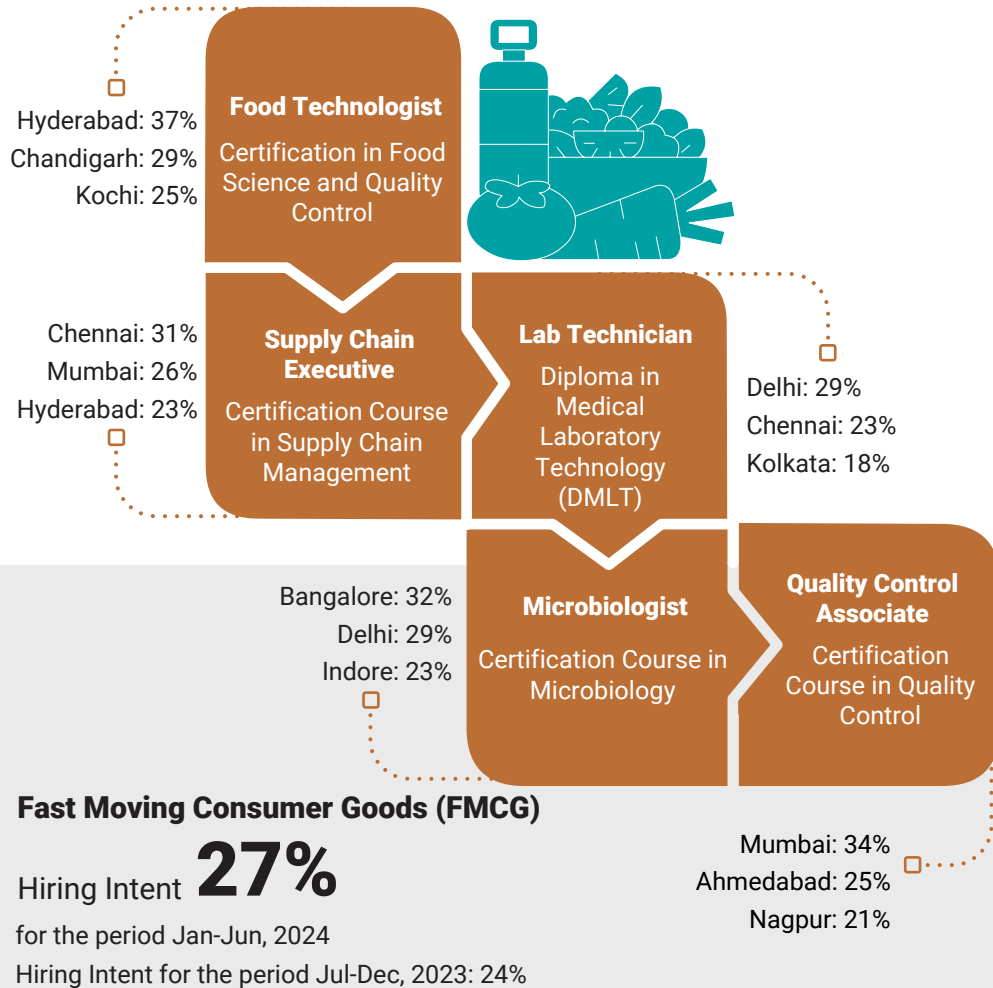 Food Technologist
Certification in Food
Science and Quality
Control
Hyderabad: 37%
Chandigarh: 29%
Kochi: 25%
Supply Chain
Executive
Certification Course
in Supply Chain
Management
Chennai: 31%
Mumbai: 26%
Hyderabad: 23%
Lab Technician
Diploma in
Medical
Laboratory
Technology
(DMLT)
Delhi: 29%
Chennai: 23%
Kolkata: 18%
Microbiologist
Certification Course in
Microbiology
Bangalore: 32%
Delhi: 29%
Indore: 23%
Quality Control
Associate
Certification
Course in Quality
Control
Mumbai: 34%
Ahmedabad: 25%
Nagpur: 21%
Fast Moving Consumer Goods (FMCG)
Hiring Intent 27%
for the period Jan-Jun, 2024
Hiring Intent for the period Jul-Dec, 2023: 24%